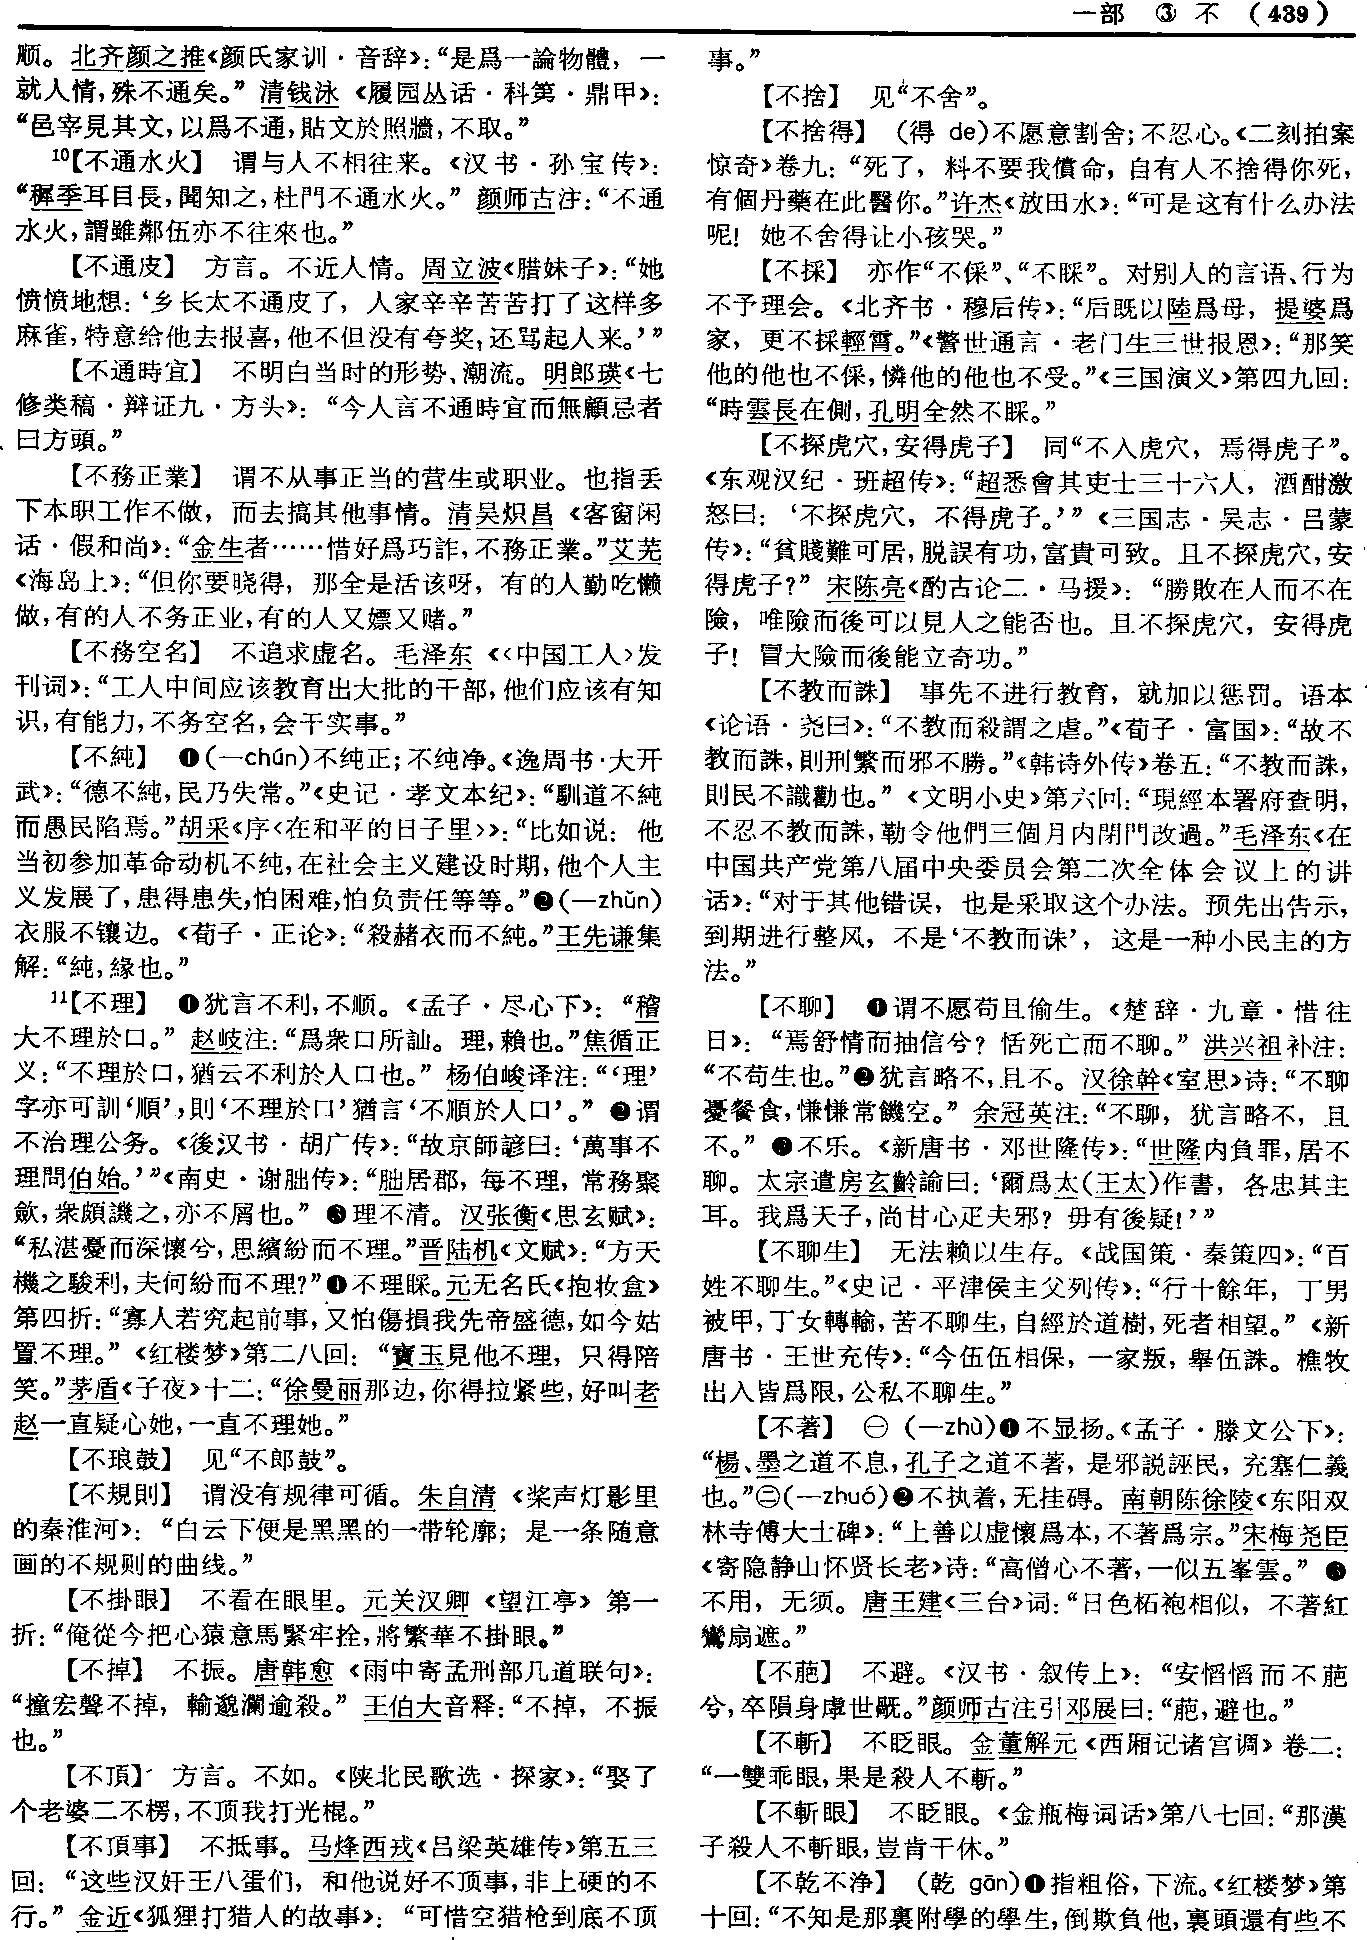 一部 ③ 不 （439）
顺。北齐颜之推《颜氏家训·音辞》：“是爲一論物體，一
就人情，殊不通矣。”清钱泳《履园丛话·科第·鼎甲》：
“邑宰見其文，以爲不通，貼文於照牆，不取。”
¹⁰【不通水火】 谓与人不相往来。《汉书·孙宝传》：
“穉季耳目長，聞知之，杜門不通水火。”颜师古注：“不通
水火，謂雖鄰伍亦不往來也。”
【不通皮】 方言。不近人情。周立波《腊妹子》：“她
愤愤地想：‘乡长太不通皮了，人家辛辛苦苦打了这样多
麻雀，特意给他去报喜，他不但没有夸奖，还骂起人来。’”
【不通時宜】 不明白当时的形势、潮流。明郎瑛《七
修类稿·辩证九·方头》：“今人言不通時宜而無顧忌者
曰方頭。”
【不務正業】 谓不从事正当的营生或职业。也指丢
下本职工作不做，而去搞其他事情。清吴炽昌《客窗闲
话·假和尚》：“金生者……惜好爲巧詐，不務正業。”艾芜
《海岛上》：“但你要晓得，那全是活该呀，有的人勤吃懒
做，有的人不务正业，有的人又嫖又赌。”
【不務空名】 不追求虚名。毛泽东《〈中国工人〉发
刊词》：“工人中间应该教育出大批的干部，他们应该有知
识，有能力，不务空名，会干实事。”
【不純】 ❶（一chún）不纯正；不纯净。《逸周书·大开
武》：“德不純，民乃失常。”《史记·孝文本纪》：“馴道不純
而愚民陷焉。”胡采《序〈在和平的日子里〉》：“比如说：他
当初参加革命动机不纯，在社会主义建设时期，他个人主
义发展了，患得患失，怕困难，怕负责任等等。”❷（一zhǔn）
衣服不镶边。《荀子·正论》：“殺赭衣而不純。”王先谦集
解：“純，緣也。”
¹¹【不理】 ❶犹言不利，不顺。《孟子·尽心下》：“稽
大不理於口。”赵岐注：“爲衆口所訕。理，賴也。”焦循正
义：“不理於口，猶云不利於人口也。”杨伯峻译注：“‘理’
字亦可訓‘順’，則‘不理於口’猶言‘不順於人口’。”❷谓
不治理公务。《後汉书·胡广传》：“故京師諺曰：‘萬事不
理問伯始。’”《南史·谢朏传》：“朏居郡，每不理，常務聚
斂，衆頗譏之，亦不屑也。”❸理不清。汉张衡《思玄赋》：
“私湛憂而深懷兮，思繽紛而不理。”晋陆机《文赋》：“方天
機之駿利，夫何紛而不理？”❹不理睬。元无名氏《抱妆盒》
第四折：“寡人若究起前事，又怕傷損我先帝盛德，如今姑
置不理。”《红楼梦》第二八回：“寶玉見他不理，只得陪
笑。”茅盾《子夜》十二：“徐曼丽那边，你得拉紧些，好叫老
赵一直疑心她，一直不理她。”
【不琅鼓】 见“不郎鼓”。
【不規則】 谓没有规律可循。朱自清《桨声灯影里
的秦淮河》：“白云下便是黑黑的一带轮廓；是一条随意
画的不规则的曲线。”
【不掛眼】 不看在眼里。元关汉卿《望江亭》第一
折：“俺從今把心猿意馬緊牢拴，將繁華不掛眼。”
【不掉】 不振。唐韩愈《雨中寄孟刑部几道联句》：
“撞宏聲不掉，輸邈瀾逾殺。”王伯大音释：“不掉，不振
也。”
【不頂】 方言。不如。《陕北民歌选·探家》：“娶了
个老婆二不楞，不顶我打光棍。”
【不頂事】 不抵事。马烽西戎《吕梁英雄传》第五三
回：“这些汉奸王八蛋们，和他说好不顶事，非上硬的不
行。”金近《狐狸打猎人的故事》：“可惜空猎枪到底不顶
事。”
【不捨】 见“不舍”。
【不捨得】 （得 de）不愿意割舍；不忍心。《二刻拍案
惊奇》卷九：“死了，料不要我償命，自有人不捨得你死，
有個丹藥在此醫你。”许杰《放田水》：“可是这有什么办法
呢！她不舍得让小孩哭。”
【不採】 亦作“不倸”、“不睬”。对别人的言语、行为
不予理会。《北齐书·穆后传》：“后既以陸爲母，提婆爲
家，更不採輕霄。”《警世通言·老门生三世报恩》：“那笑
他的他也不倸，憐他的他也不受。”《三国演义》第四九回：
“時雲長在側，孔明全然不睬。”
【不探虎穴，安得虎子】 同“不入虎穴，焉得虎子”。
《东观汉纪·班超传》：“超悉會其吏士三十六人，酒酣激
怒曰：‘不探虎穴，不得虎子。’”《三国志·吴志·吕蒙
传》：“貧賤難可居，脱誤有功，富貴可致。且不探虎穴，安
得虎子？”宋陈亮《酌古论二·马援》：“勝敗在人而不在
險，唯險而後可以見人之能否也。且不探虎穴，安得虎
子！冒大險而後能立奇功。”
【不教而誅】 事先不进行教育，就加以惩罚。语本
《论语·尧曰》：“不教而殺謂之虐。”《荀子·富国》：“故不
教而誅，則刑繁而邪不勝。”《韩诗外传》卷五：“不教而誅，
則民不識勸也。”《文明小史》第六回：“現經本署府查明，
不忍不教而誅，勒令他們三個月内閉門改過。”毛泽东《在
中国共产党第八届中央委员会第二次全体会议上的讲
话》：“对于其他错误，也是采取这个办法。预先出告示，
到期进行整风，不是‘不教而诛’，这是一种小民主的方
法。”
【不聊】 ❶谓不愿苟且偷生。《楚辞·九章·惜往
日》：“焉舒情而抽信兮？恬死亡而不聊。”洪兴祖补注：
“不苟生也。”❷犹言略不，且不。汉徐幹《室思》诗：“不聊
憂餐食，慊慊常饑空。”余冠英注：“不聊，犹言略不，且
不。”❸不乐。《新唐书·邓世隆传》：“世隆内負罪，居不
聊。太宗遣房玄齡諭曰：‘爾爲太（王太）作書，各忠其主
耳。我爲天子，尚甘心疋夫邪？毋有後疑！’”
【不聊生】 无法赖以生存。《战国策·秦策四》：“百
姓不聊生。”《史记·平津侯主父列传》：“行十餘年，丁男
被甲，丁女轉輸，苦不聊生，自經於道樹，死者相望。”《新
唐书·王世充传》：“今伍伍相保，一家叛，舉伍誅。樵牧
出入皆爲限，公私不聊生。”
【不著】 ㊀（一zhù）❶不显扬。《孟子·滕文公下》：
“楊、墨之道不息，孔子之道不著，是邪説誣民，充塞仁義
也。”㊁（一zhuó）❷不执着，无挂碍。南朝陈徐陵《东阳双
林寺傅大士碑》：“上善以虚懷爲本，不著爲宗。”宋梅尧臣
《寄隐静山怀贤长老》诗：“高僧心不著，一似五峯雲。”❸
不用，无须。唐王建《三台》词：“日色柘袍相似，不著紅
鸞扇遮。”
【不葩】 不避。《汉书·叙传上》：“安慆慆而不葩
兮，卒隕身虖世旤。”颜师古注引邓展曰：“葩，避也。”
【不斬】 不眨眼。金董解元《西厢记诸宫调》卷二：
“一雙乖眼，果是殺人不斬。”
【不斬眼】 不眨眼。《金瓶梅词话》第八七回：“那漢
子殺人不斬眼，豈肯干休。”
【不乾不净】 （乾 gān）❶指粗俗，下流。《红楼梦》第
十回：“不知是那裏附學的學生，倒欺負他，裏頭還有些不